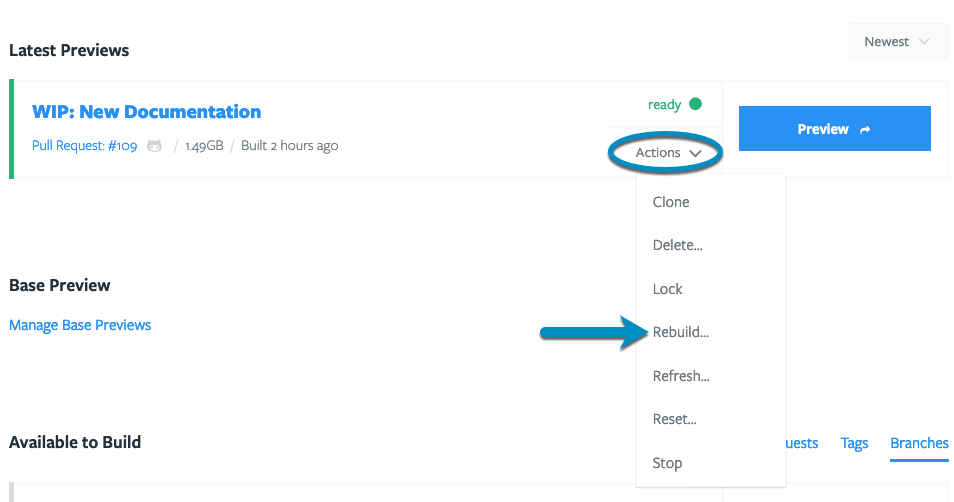 Newest
Latest Previews
WIP: New Documentation
ready
Preview
Pull Request: #109 / 1.49GB / Built 2 hours ago
Actions
Clone
Delete...
Lock
Rebuild...
Refresh...
Reset...
Stop
Base Preview
Manage Base Previews
Available to Build
uests Tags Branches